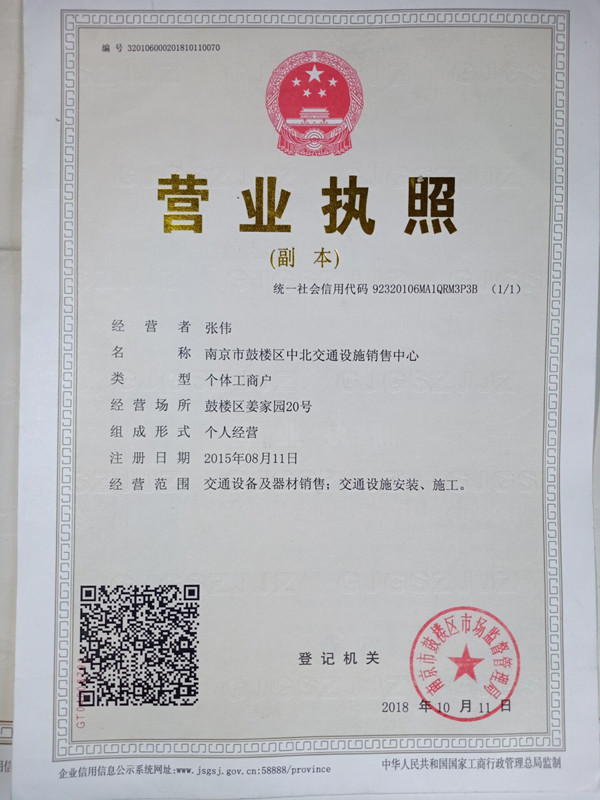 编 号 320106000201810110070
营业执照
(副 本)
统一社会信用代码 92320106MA1QRM3P3B （1/1）
经 营 者 张伟
名 称 南京市鼓楼区中北交通设施销售中心
类 型 个体工商户
经 营 场 所 鼓楼区姜家园20号
组 成 形 式 个人经营
注 册 日 期 2015年08月11日
经 营 范 围 交通设备及器材销售；交通设施安装、施工。
登 记 机 关
南京市鼓楼区市场监督管理局
2018 年 10 月 11 日
企业信用信息公示系统网址:www.jsgsj.gov.cn:58888/province
中华人民共和国国家工商行政管理总局监制